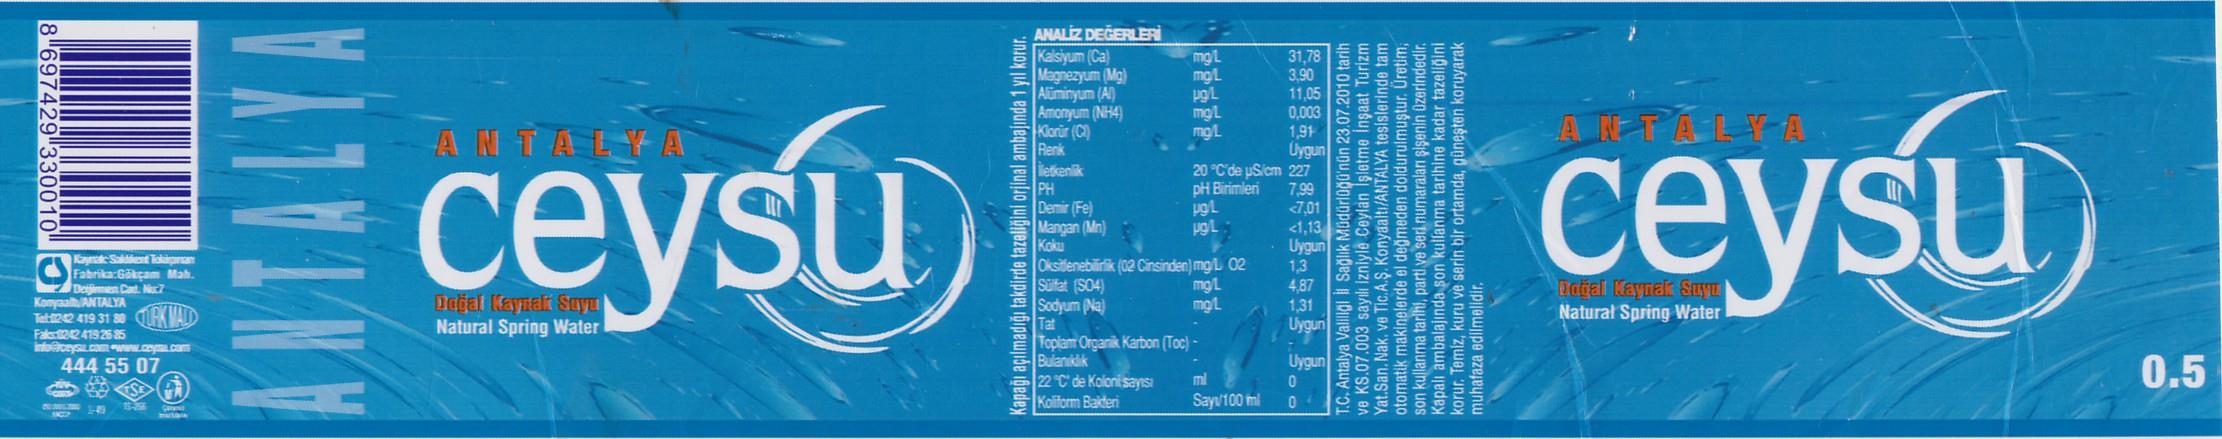 8 697429 330010
Kaynak: Saklıkent Tekirpınarı
Fabrika:Gökçam Mah.
Değirmen Cad. No:7
Konyaaltı/ANTALYA
Tel:0242 419 31 80
Faks:0242 419 26 85
info@ceysu.com •www.ceysu.com
444 55 07
TÜRK MALI
TSE
TS-266
ANTALYA
ANTALYA
ceysu
Doğal Kaynak Suyu
Natural Spring Water
Kapağı açılmadığı takdirde tazeliğini orjinal ambajında 1 yıl korur.
ANALİZ DEĞERLERİ
Kalsiyum (Ca) mg/L 31,78
Magnezyum (Mg) mg/L 3,90
Alüminyum (Al) µg/L 11,05
Amonyum (NH4) mg/L 0,003
Klorür (Cl) mg/L 1,91
Renk Uygun
İletkenlik 20 °C'de µS/cm 227
PH pH Birimleri 7,99
Demir (Fe) µg/L <7,01
Mangan (Mn) µg/L <1,13
Koku Uygun
Oksitlenebilirlik (02 Cinsinden) mg/L O2 1,3
Sülfat (SO4) mg/L 4,87
Sodyum (Na) mg/L 1,31
Tat - Uygun
Toplam Organik Karbon (Toc) - -
Bulanıklık - Uygun
22 °C' de Koloni sayısı ml 0
Koliform Bakteri Sayı/100 ml 0
T.C. Antalya Valiliği İl Sağlık Müdürlüğünün 23.07.2010 tarih
ve KS.07.003 sayılı izniyle Ceylan İşletme İnşaat Turizm
Yat.San. Nak. ve Tic.A.Ş. Konyaaltı/ANTALYA tesislerinde tam
otomatik makinelerde el değmeden doldurulmuştur. Üretim,
son kullanma tarihi, parti ve seri numaraları şişenin üzerindedir.
Kapalı ambalajında son kullanma tarihine kadar tazeliğini
korur. Temiz, kuru ve serin bir ortamda, güneşten koruyarak
muhafaza edilmelidir.
ANTALYA
ceysu
Doğal Kaynak Suyu
Natural Spring Water
0.5